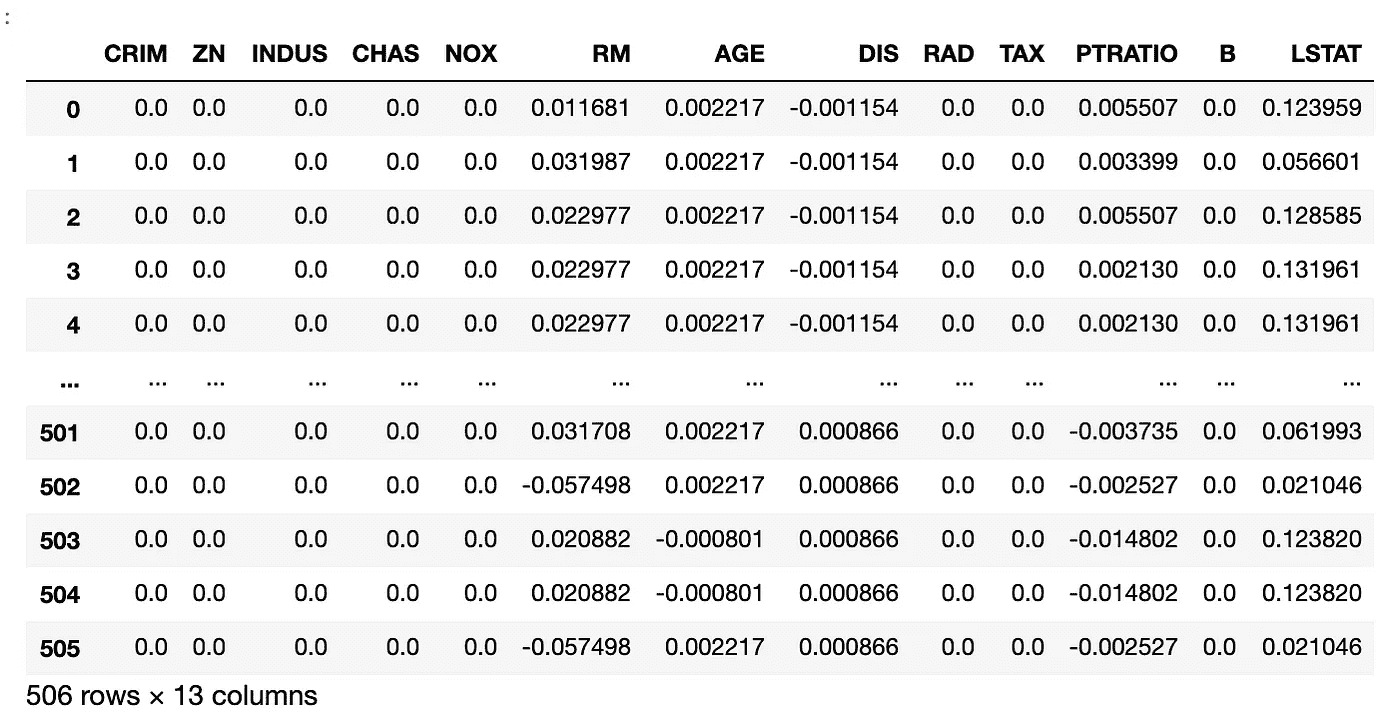 :
CRIM ZN INDUS CHAS NOX RM AGE DIS RAD TAX PTRATIO B LSTAT
0 0.0 0.0 0.0 0.0 0.0 0.011681 0.002217 -0.001154 0.0 0.0 0.005507 0.0 0.123959
1 0.0 0.0 0.0 0.0 0.0 0.031987 0.002217 -0.001154 0.0 0.0 0.003399 0.0 0.056601
2 0.0 0.0 0.0 0.0 0.0 0.022977 0.002217 -0.001154 0.0 0.0 0.005507 0.0 0.128585
3 0.0 0.0 0.0 0.0 0.0 0.022977 0.002217 -0.001154 0.0 0.0 0.002130 0.0 0.131961
4 0.0 0.0 0.0 0.0 0.0 0.022977 0.002217 -0.001154 0.0 0.0 0.002130 0.0 0.131961
... ... ... ... ... ... ... ... ... ... ... ... ... ...
501 0.0 0.0 0.0 0.0 0.0 0.031708 0.002217 0.000866 0.0 0.0 -0.003735 0.0 0.061993
502 0.0 0.0 0.0 0.0 0.0 -0.057498 0.002217 0.000866 0.0 0.0 -0.002527 0.0 0.021046
503 0.0 0.0 0.0 0.0 0.0 0.020882 -0.000801 0.000866 0.0 0.0 -0.014802 0.0 0.123820
504 0.0 0.0 0.0 0.0 0.0 0.020882 -0.000801 0.000866 0.0 0.0 -0.014802 0.0 0.123820
505 0.0 0.0 0.0 0.0 0.0 -0.057498 0.002217 0.000866 0.0 0.0 -0.002527 0.0 0.021046
506 rows × 13 columns